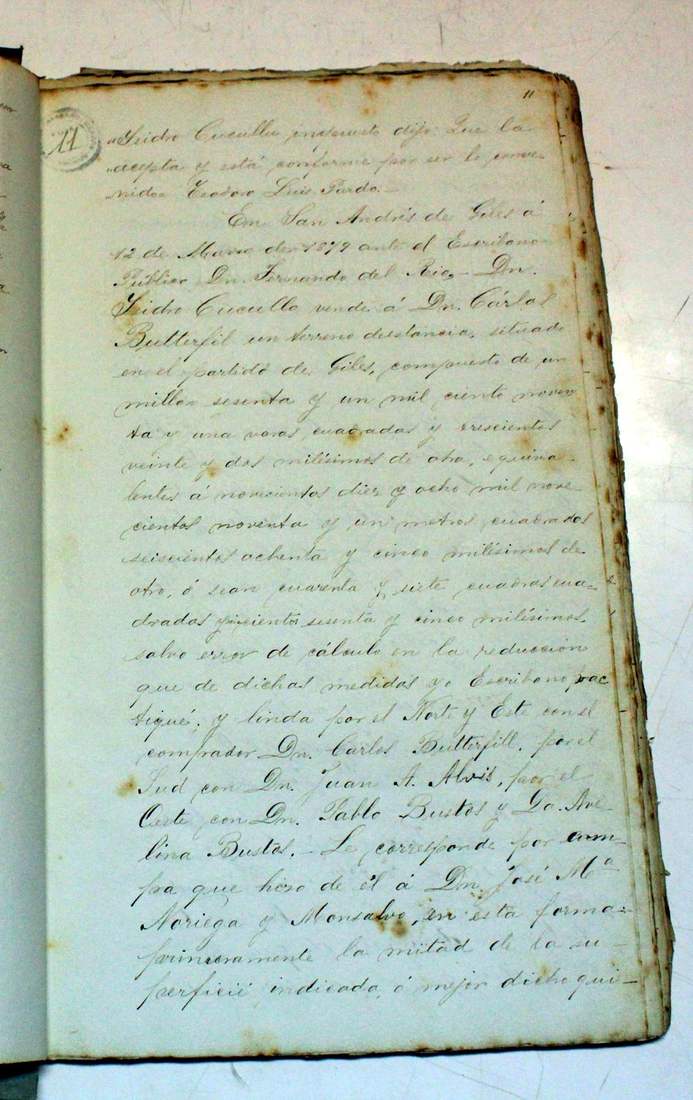 11
11
Isidro Cucullu, impuesto dijo: Que la
acepta y está conforme por ser lo conve-
nido= Teodoro Luis Pardo.=
En San Andrés de Giles á
12 de Marzo de 1879 ante el Escribano
Publico, Dn. Fernando del Rio,- Dn.
Isidro Cucullo vende á Dn. Cárlos
Butterfil un terreno de estancia, situado
en el partido de Giles, compuesto de un
millon sesenta y un mil ciento noven
ta y una varas cuadradas y trescientos
veinte y dos milésimos de otra, equiva-
lentes á novecientos diez y ocho mil nove-
cientos noventa y un metros cuadrados
seiscientos ochenta y cinco milésimos de
otro, ó sean cuarenta y siete cuadras cua-
dradas y ciento sesenta y cinco milésimos,
salvo error de cálculo en la reducción
que de dichas medidas yo Escribano prac
tiqué; y linda por el Norte y Este con el
comprador Dn. Carlos Butterfill, por el
Sud con Dn. Juan A. Alvis, por el
Oeste con Dn. Pablo Bustos y Da. Ave-
lina Bustos.- Le corresponde por com-
pra que hizo de él á Dn. José Ma
Noriega y Monsalvo, en esta forma=
primeramente la mitad de la su-
perficie indicada, ó mejor dicho qui-